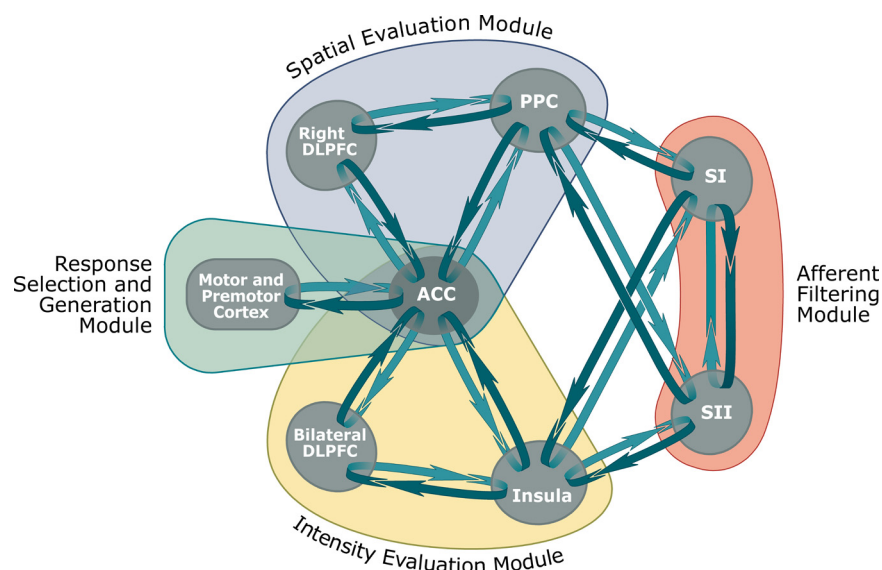 Spatial Evaluation Module
PPC
Right
DLPFC
SI
Response
Selection and
Generation
Module
Motor and
Premotor
Cortex
ACC
Afferent
Filtering
Module
SII
Bilateral
DLPFC
Insula
Intensity Evaluation Module